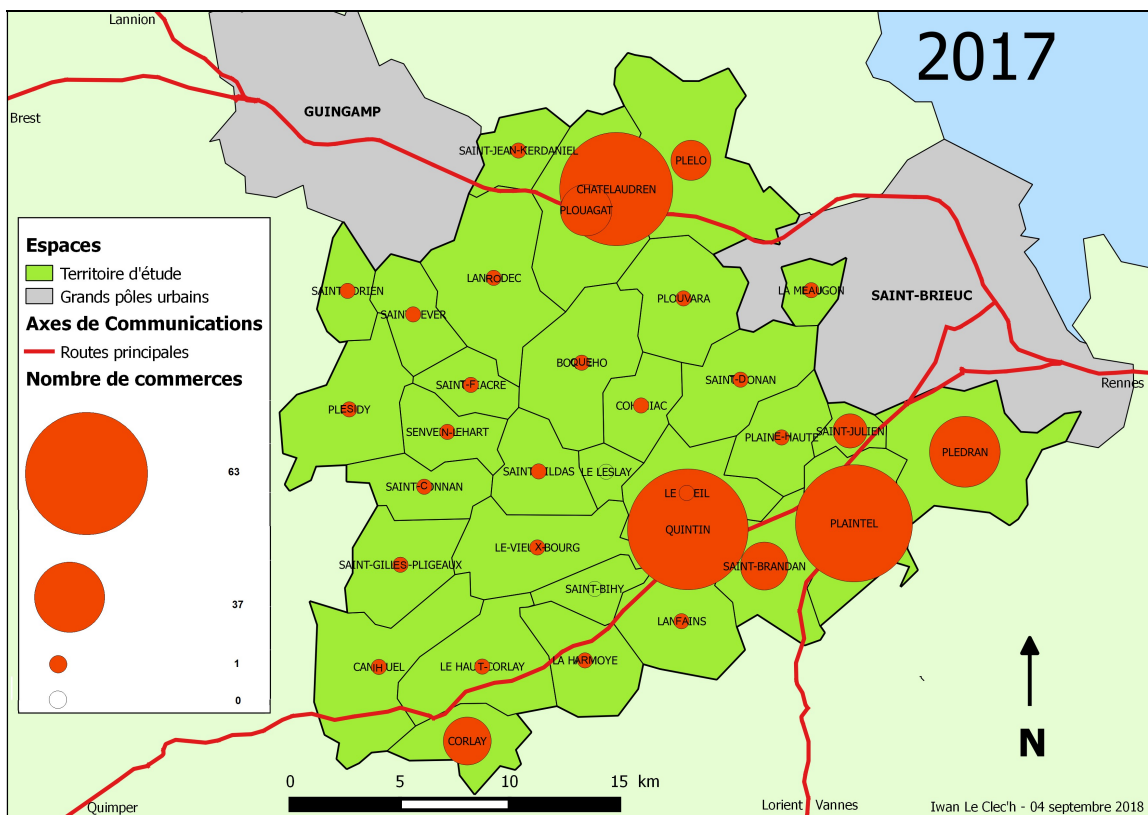 Lannion
2017
GUINGAMP
Brest
SAINT-JEAN-KERDANIEL
PLELO
CHATELAUDREN
PLOUAGAT
Espaces
Territoire d'étude
Grands pôles urbains
Axes de Communications
Routes principales
Nombre de commerces
63
37
1
0
LANRODEC
PLOUVARA
LA MEAUGON
SAINT-BRIEUC
BOQUEHO
Rennes
SAINT-FIACRE
SAINT-DONAN
PLESIDY
SENVEN-LEHART
PLAINE-HAUTE
SAINT-JULIEN
PLEDRAN
LE LESLAY
QUINTIN
PLAINTEL
LE-VIEUX-BOURG
SAINT-GILLES-PLIGEAUX
SAINT-BRANDAN
SAINT-BIHY
LANFAINS
LE HAUT-CORLAY
LA HARMOYE
N
CORLAY
0 5 10 15 km
Quimper
Lorient
Vannes
Iwan Le Clec'h - 04 septembre 2018